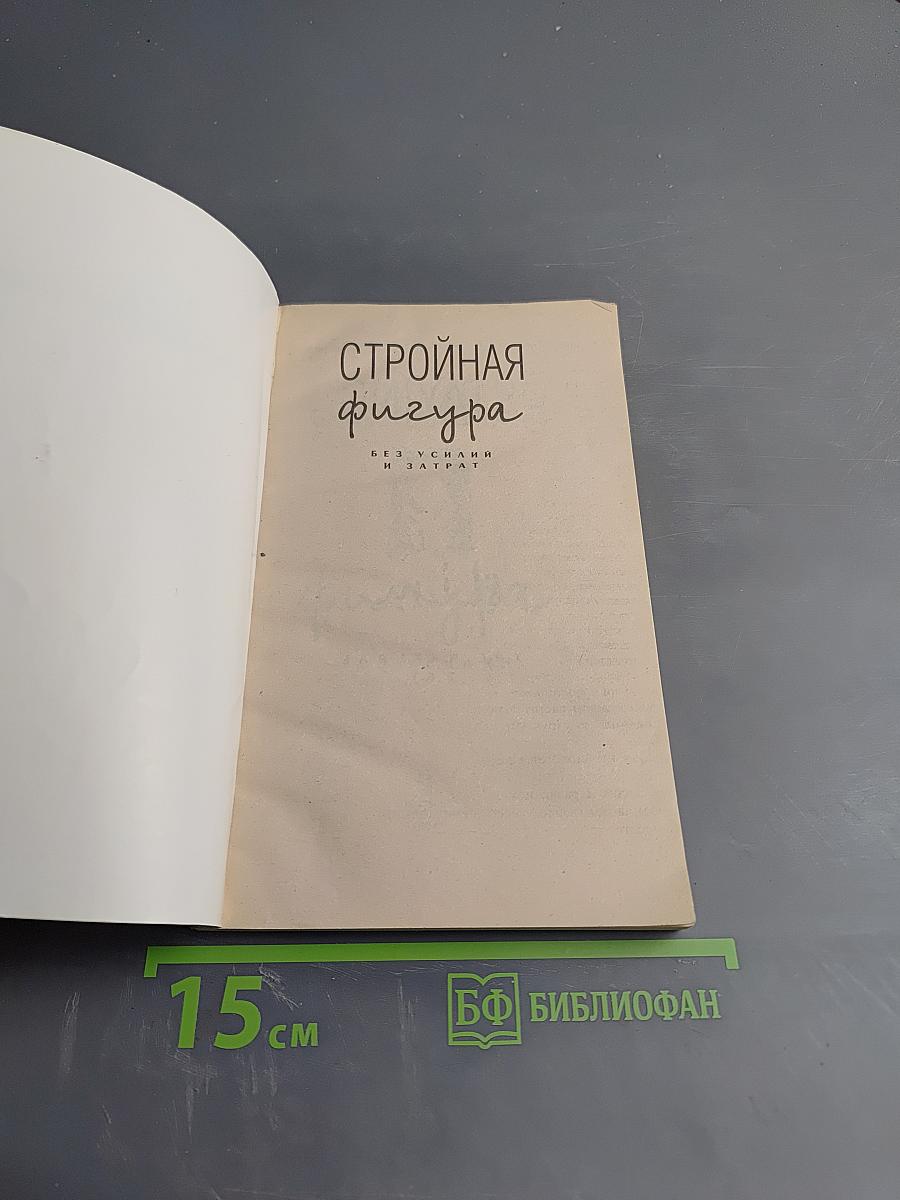 СТРОЙНАЯ
фигура
БЕЗ УСИЛИЙ
И ЗАТРАТ
15 см
БФ БИБЛИОФАН